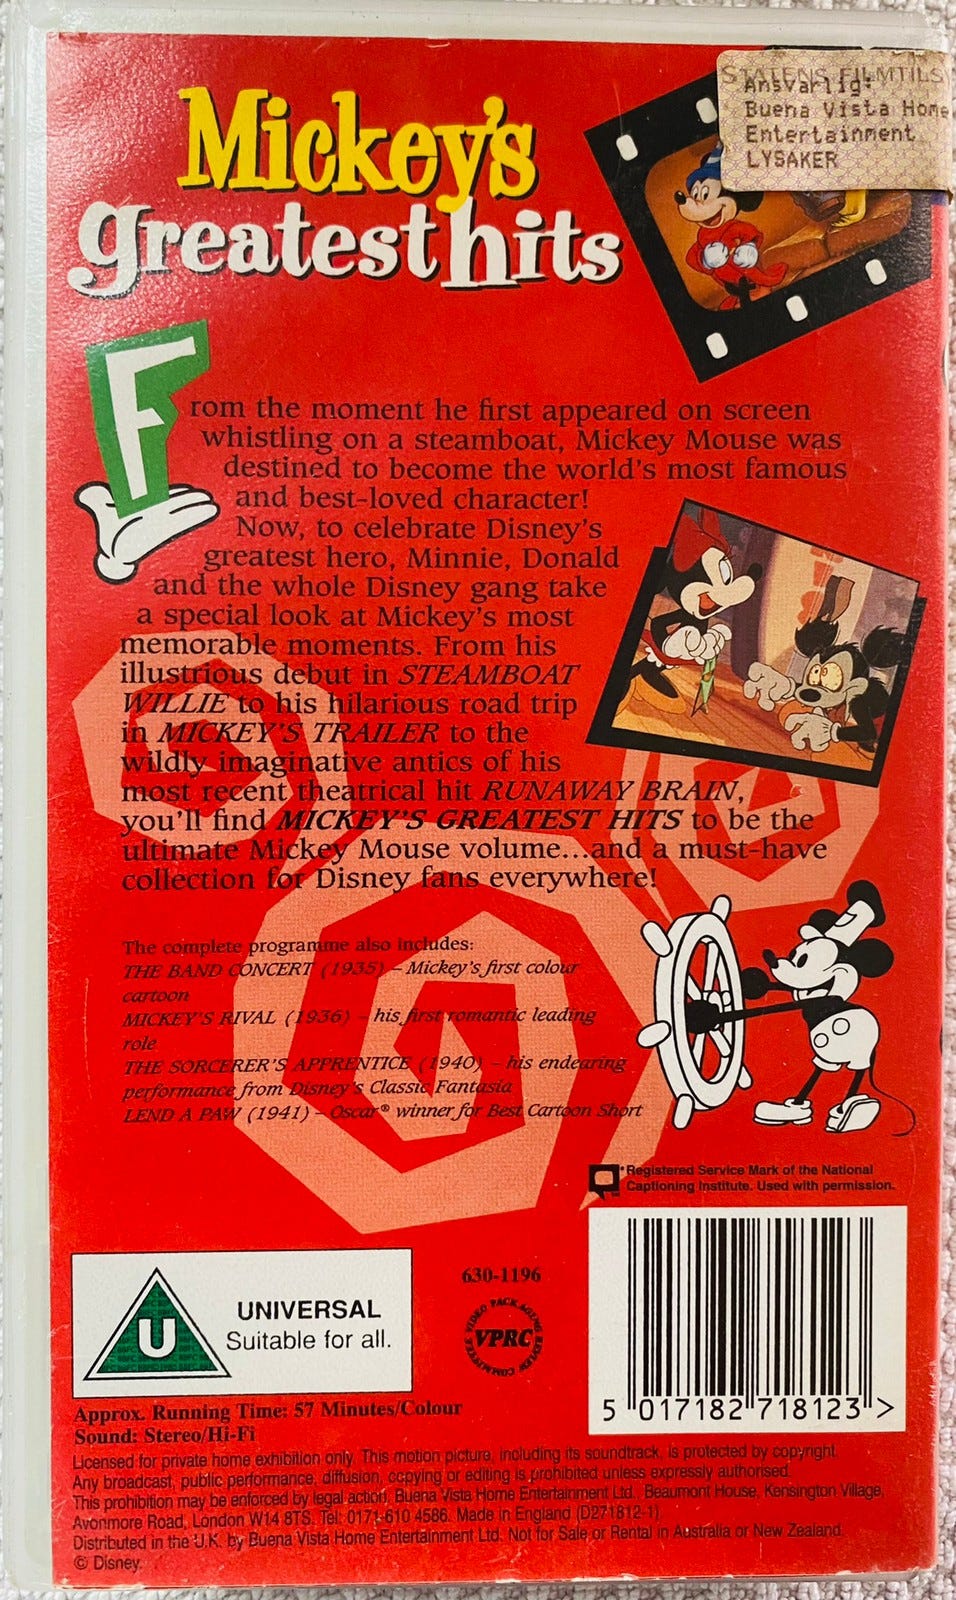 STATENS FILMTILSY
Ansvarlig:
Buena Vista Home
Entertainment
LYSAKER
Mickey's
greatest hits
From the moment he first appeared on screen
whistling on a steamboat, Mickey Mouse was
destined to become the world's most famous
and best-loved character!
Now, to celebrate Disney's
greatest hero, Minnie, Donald
and the whole Disney gang take
a special look at Mickey's most
memorable moments. From his
illustrious debut in STEAMBOAT
WILLIE to his hilarious road trip
in MICKEY'S TRAILER to the
wildly imaginative antics of his
most recent theatrical hit RUNAWAY BRAIN,
you'll find MICKEY'S GREATEST HITS to be the
ultimate Mickey Mouse volume...and a must-have
collection for Disney fans everywhere!
The complete programme also includes:
THE BAND CONCERT (1935) – Mickey's first colour
cartoon
MICKEY'S RIVAL (1936) – his first romantic leading
role
THE SORCERER'S APPRENTICE (1940) – his endearing
performance from Disney's Classic Fantasia
LEND A PAW (1941) – Oscar® winner for Best Cartoon Short
Registered Service Mark of the National
Captioning Institute. Used with permission.
U
UNIVERSAL
Suitable for all.
630-1196
VIDEO PACKAGING REVIEW COMMITTEE
VPRC
5 017182 718123 >
Approx. Running Time: 57 Minutes/Colour
Sound: Stereo/Hi-Fi
Licensed for private home exhibition only. This motion picture, including its soundtrack, is protected by copyright.
Any broadcast, public performance, diffusion, copying or editing is prohibited unless expressly authorised.
This prohibition may be enforced by legal action, Buena Vista Home Entertainment Ltd. Beaumont House, Kensington Village,
Avonmore Road, London W14 8TS. Tel: 0171-610 4586. Made in England (D271812-1)
Distributed in the U.K. by Buena Vista Home Entertainment Ltd. Not for Sale or Rental in Australia or New Zealand.
© Disney.